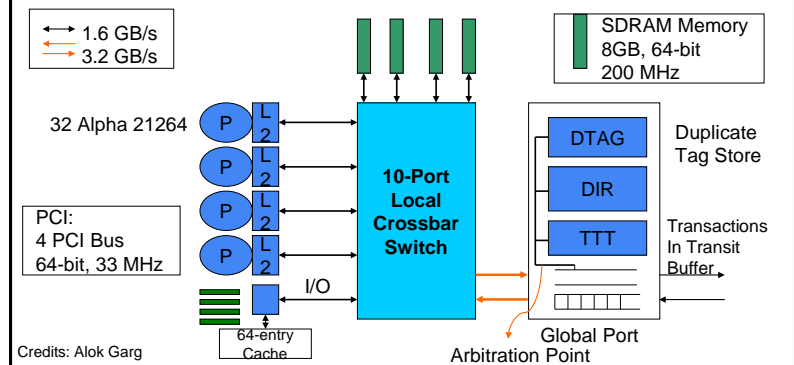 1.6 GB/s
3.2 GB/s
SDRAM Memory
8GB, 64-bit
200 MHz
32 Alpha 21264
P
L
2
P
L
2
P
L
2
P
L
2
10-Port
Local
Crossbar
Switch
DTAG
DIR
TTT
Duplicate
Tag Store
PCI:
4 PCI Bus
64-bit, 33 MHz
Transactions
In Transit
Buffer
I/O
64-entry
Cache
Global Port
Arbitration Point
Credits: Alok Garg